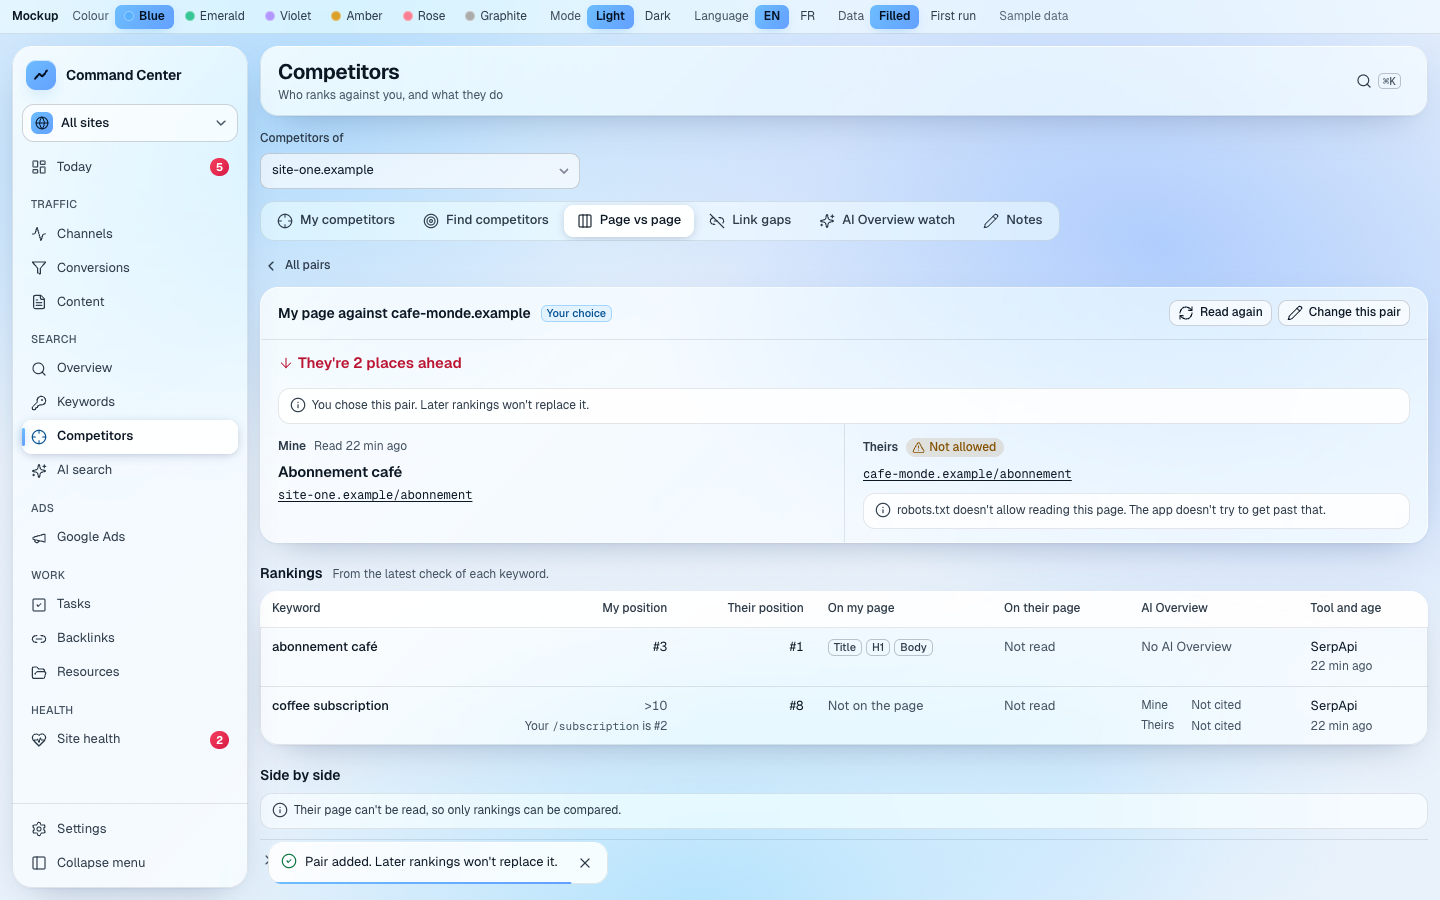 Mockup Colour Blue Emerald Violet Amber Rose Graphite Mode Light Dark Language EN FR Data Filled First run Sample data
Command Center
All sites
Today 5
TRAFFIC
Channels
Conversions
Content
SEARCH
Overview
Keywords
Competitors
AI search
ADS
Google Ads
WORK
Tasks
Backlinks
Resources
HEALTH
Site health 2
Settings
Collapse menu
Competitors
Who ranks against you, and what they do
⌘K
Competitors of
site-one.example
My competitors Find competitors Page vs page Link gaps AI Overview watch Notes
All pairs
My page against cafe-monde.example Your choice Read again Change this pair
They're 2 places ahead
You chose this pair. Later rankings won't replace it.
Mine Read 22 min ago
Abonnement café
site-one.example/abonnement
Theirs Not allowed
cafe-monde.example/abonnement
robots.txt doesn't allow reading this page. The app doesn't try to get past that.
Rankings From the latest check of each keyword.
Keyword My position Their position On my page On their page AI Overview Tool and age
abonnement café #3 #1 Title H1 Body Not read No AI Overview SerpApi
22 min ago
coffee subscription >10 #8 Not on the page Not read Mine Not cited SerpApi
Your /subscription is #2 Theirs Not cited 22 min ago
Side by side
Their page can't be read, so only rankings can be compared.
Pair added. Later rankings won't replace it.